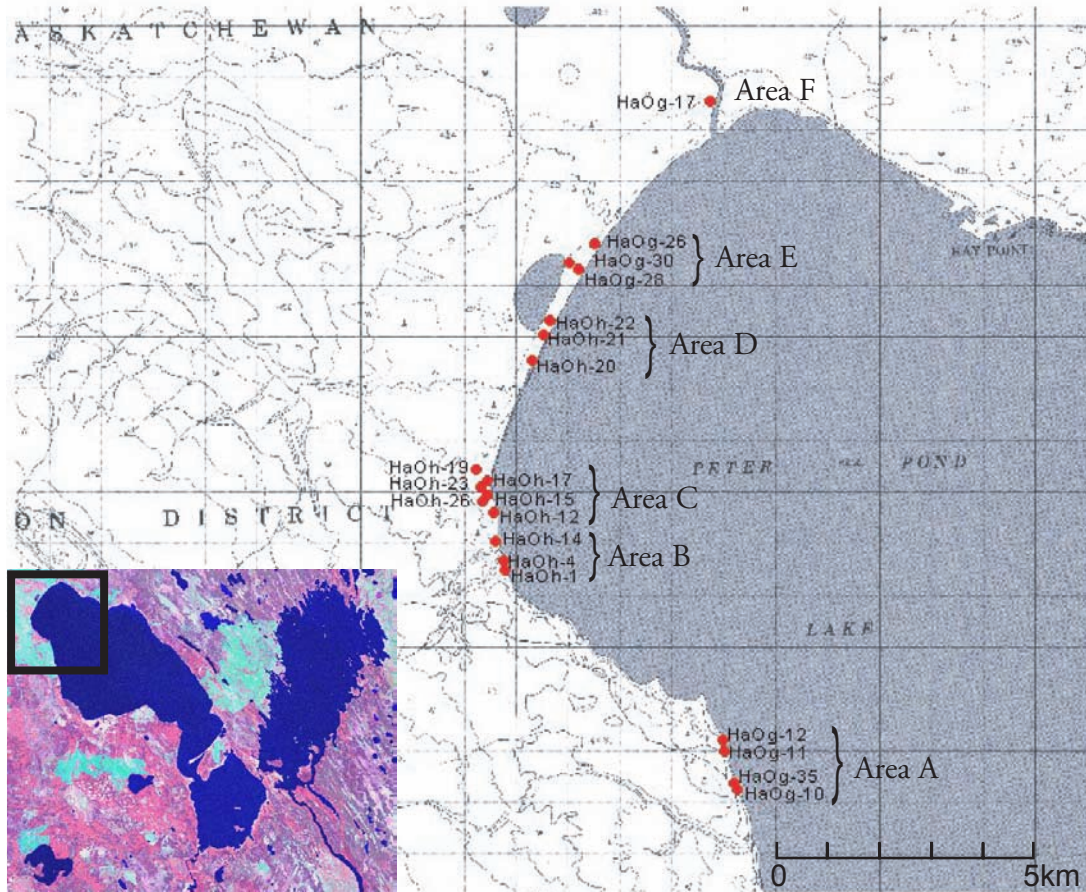 ASKATCHEWAN
HaOg-17
Area F
HaOg-26
HaOg-30
HaOg-28
Area E
HAY POINT
HaOh-22
HaOh-21
HaOh-20
Area D
HaOh-19
HaOh-17
HaOh-23
HaOh-15
HaOh-26
HaOh-12
Area C
PETER POND
ON DISTRICT
HaOh-14
HaOh-4
HaOh-1
Area B
LAKE
HaOg-12
HaOg-11
HaOg-35
HaOg-10
Area A
0 5km